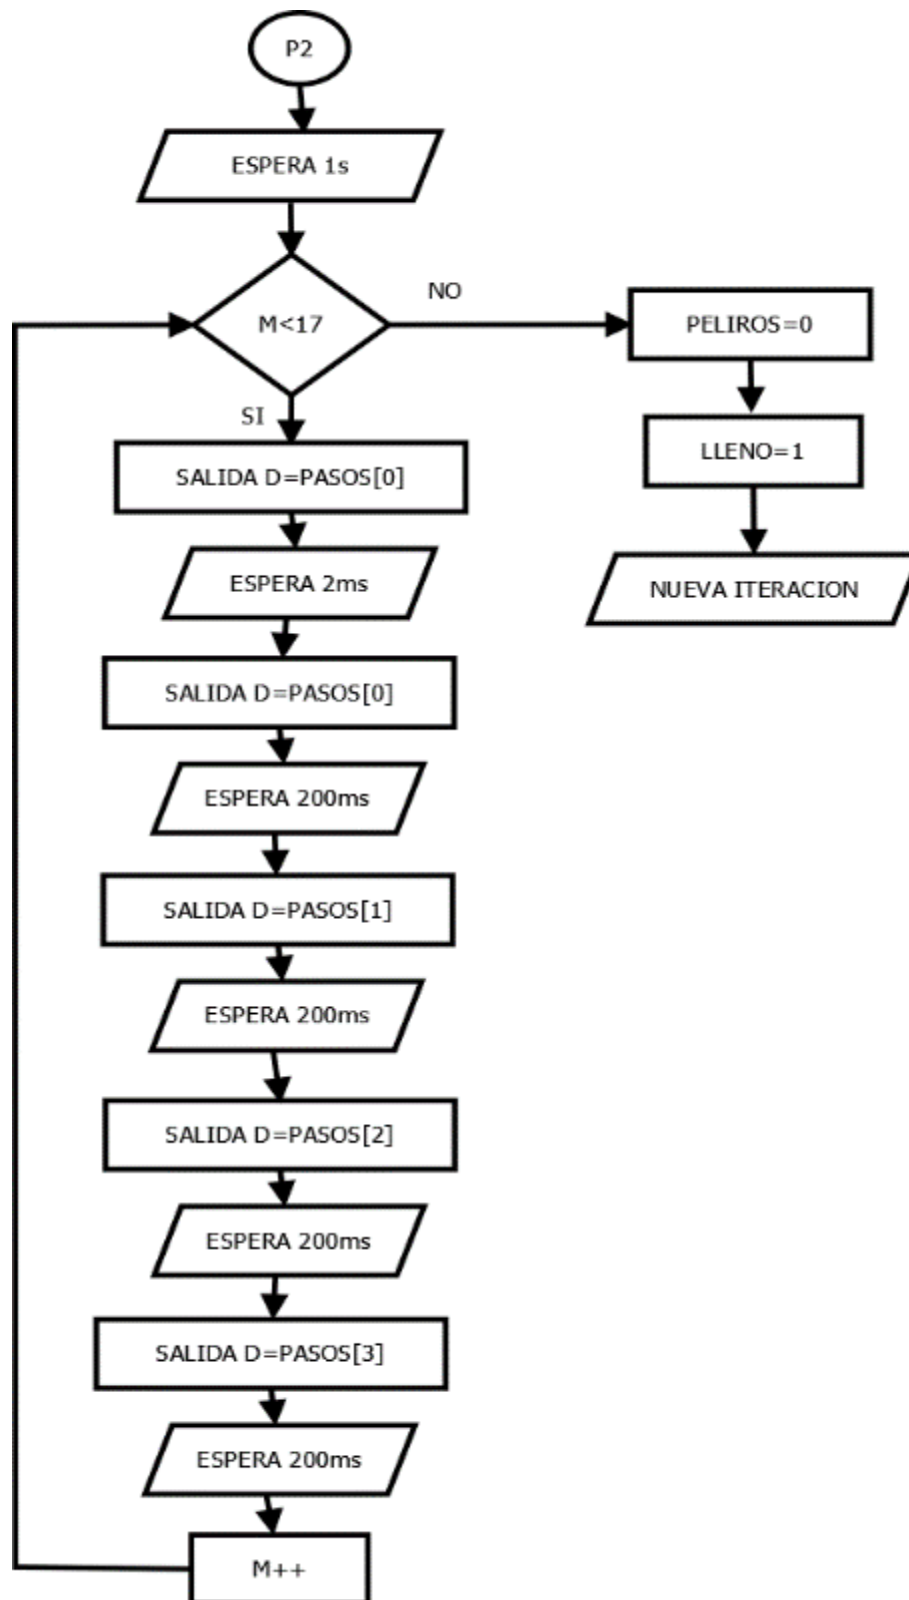 P2
ESPERA 1s
M<17
NO
PELIROS=0
LLENO=1
NUEVA ITERACION
SI
SALIDA D=PASOS[0]
ESPERA 2ms
SALIDA D=PASOS[0]
ESPERA 200ms
SALIDA D=PASOS[1]
ESPERA 200ms
SALIDA D=PASOS[2]
ESPERA 200ms
SALIDA D=PASOS[3]
ESPERA 200ms
M++